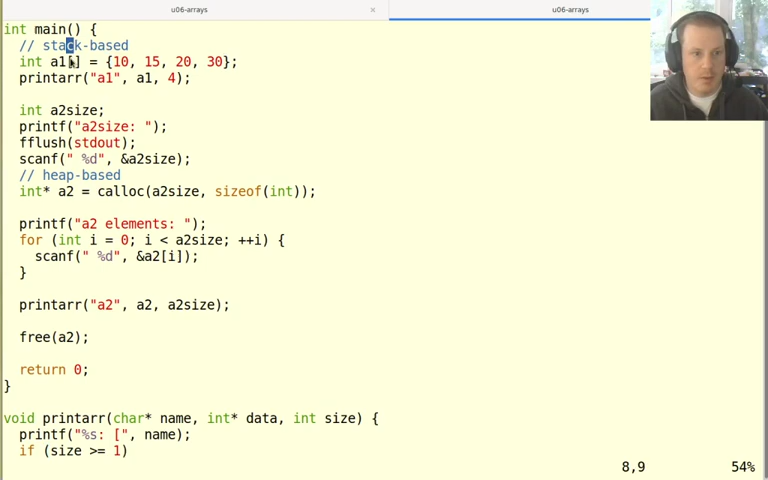 u06-arrays
u06-arrays
int main() {
// stack-based
int a1[] = {10, 15, 20, 30};
printarr("a1", a1, 4);
int a2size;
printf("a2size: ");
fflush(stdout);
scanf(" %d", &a2size);
// heap-based
int* a2 = calloc(a2size, sizeof(int));
printf("a2 elements: ");
for (int i = 0; i < a2size; ++i) {
scanf(" %d", &a2[i]);
}
printarr("a2", a2, a2size);
free(a2);
return 0;
}
void printarr(char* name, int* data, int size) {
printf("%s: [", name);
if (size >= 1)
8,9 54%